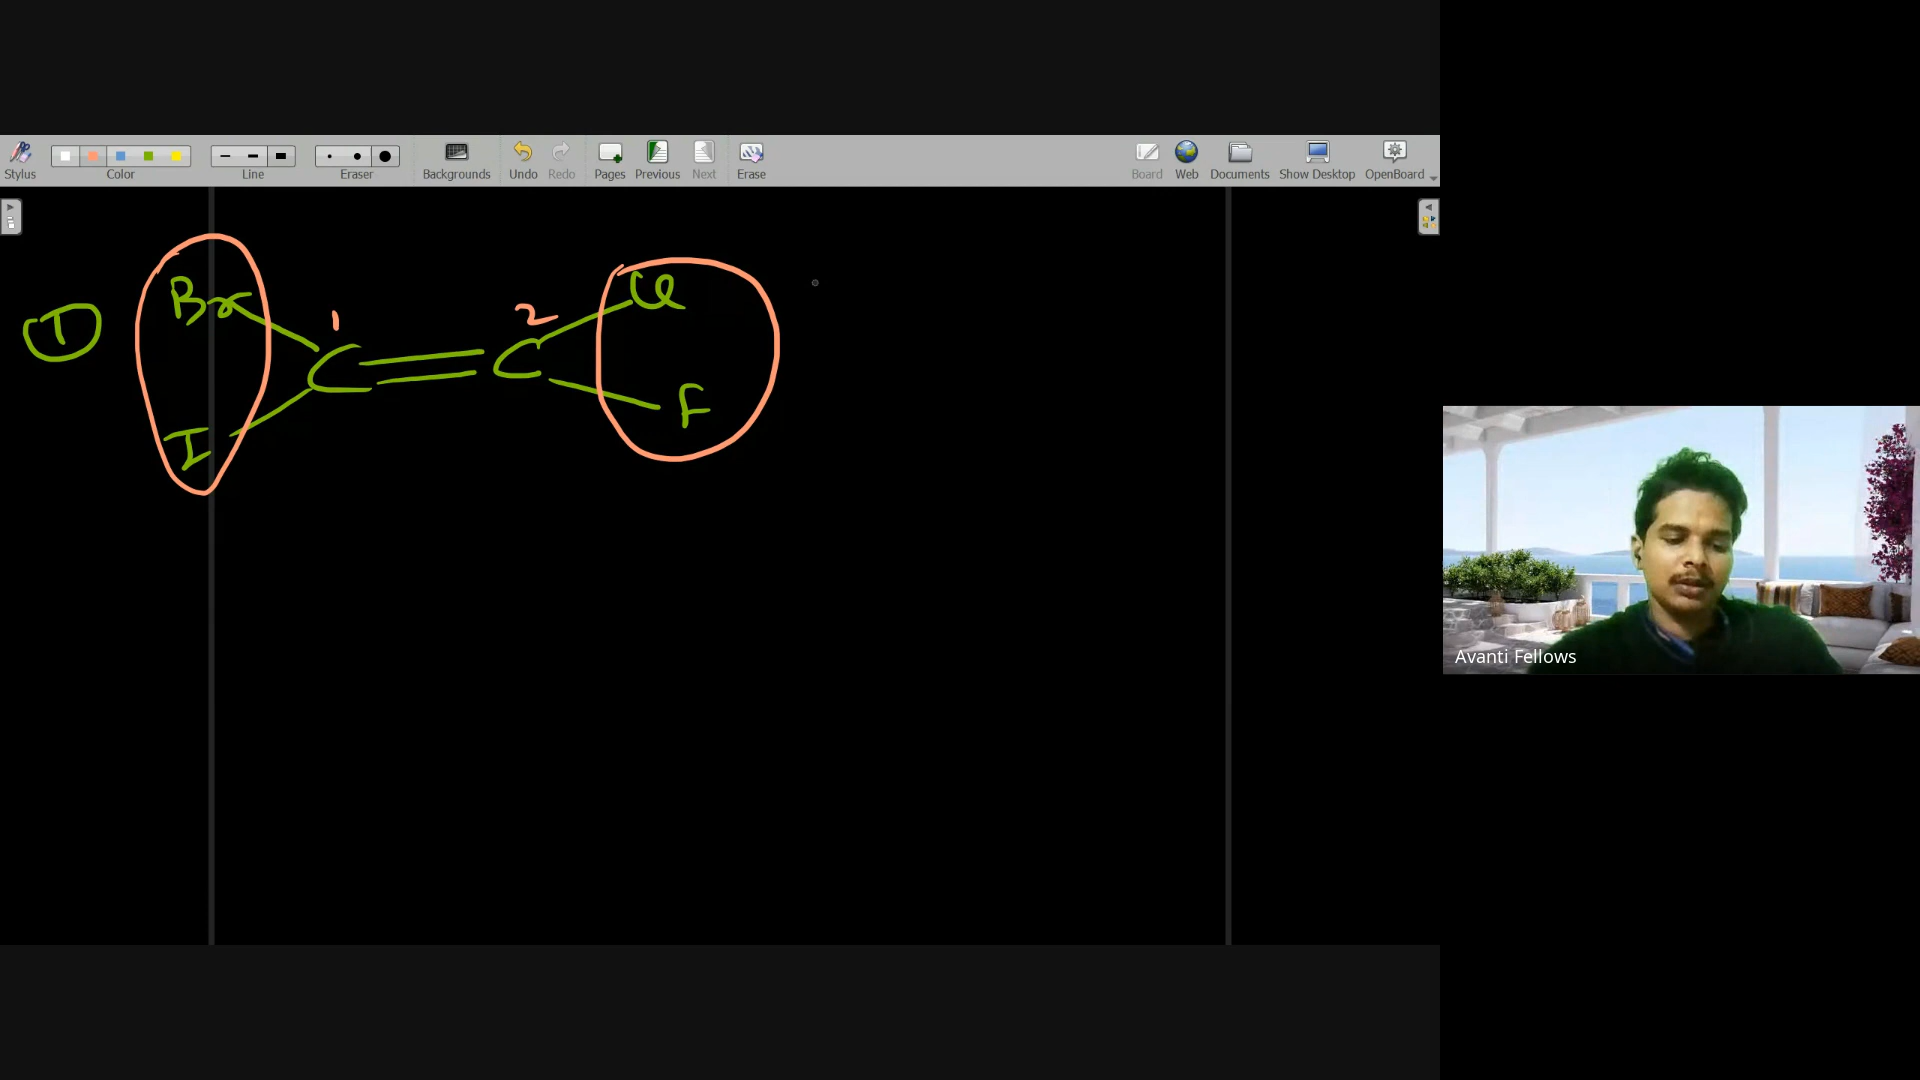 Stylus Color Line Eraser Backgrounds Undo Redo Pages Previous Next Erase Board Web Documents Show Desktop OpenBoard
Br Cl
1 2
I
C C
I F
Avanti Fellows